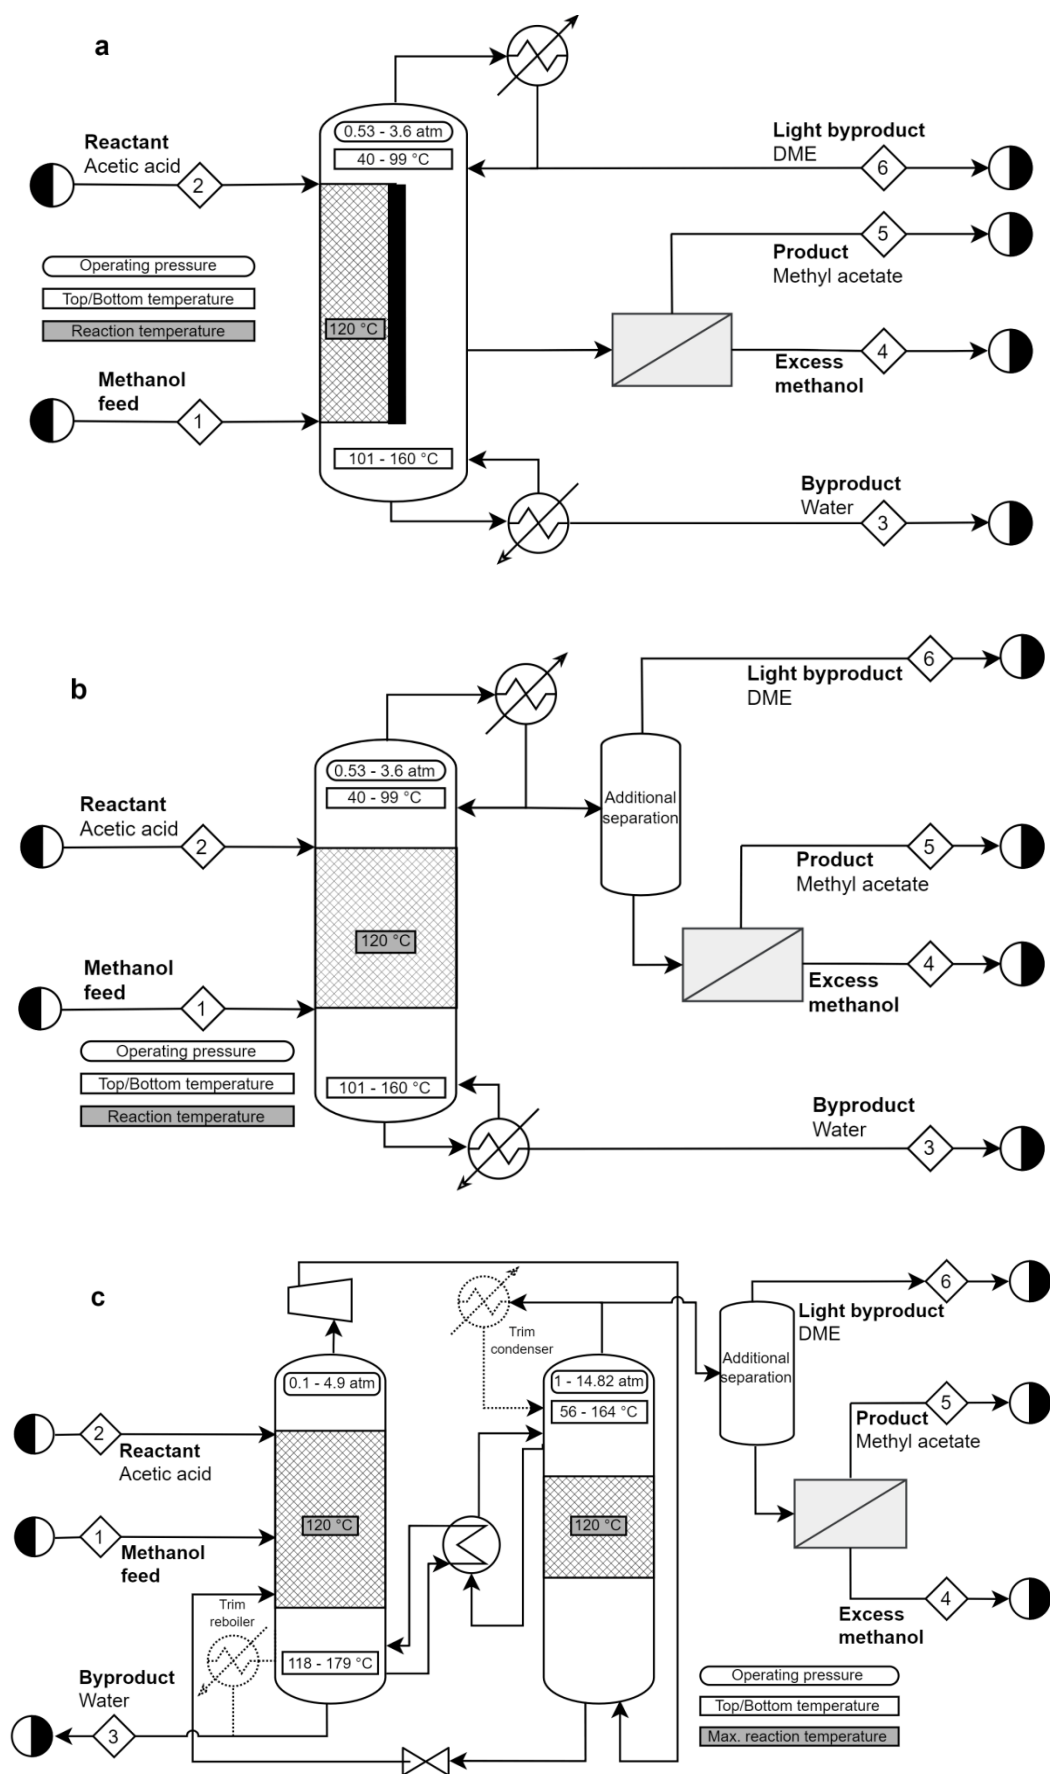 a
0.53 - 3.6 atm
40 - 99 °C
Reactant
Acetic acid
2
Light byproduct
DME
6
5
Product
Methyl acetate
Operating pressure
Top/Bottom temperature
Reaction temperature
120 °C
4
Excess
methanol
Methanol
feed
1
101 - 160 °C
Byproduct
Water
3
b
6
Light byproduct
DME
0.53 - 3.6 atm
40 - 99 °C
Additional
separation
Reactant
Acetic acid
2
5
Product
Methyl acetate
120 °C
Methanol
feed
1
4
Excess
methanol
Operating pressure
Top/Bottom temperature
Reaction temperature
101 - 160 °C
Byproduct
Water
3
c
6
Light byproduct
DME
Trim
condenser
Additional
separation
0.1 - 4.9 atm
1 - 14.82 atm
56 - 164 °C
2
Reactant
Acetic acid
5
Product
Methyl acetate
120 °C
120 °C
1
Methanol
feed
4
Excess
methanol
Trim
reboiler
118 - 179 °C
Byproduct
Water
3
Operating pressure
Top/Bottom temperature
Max. reaction temperature